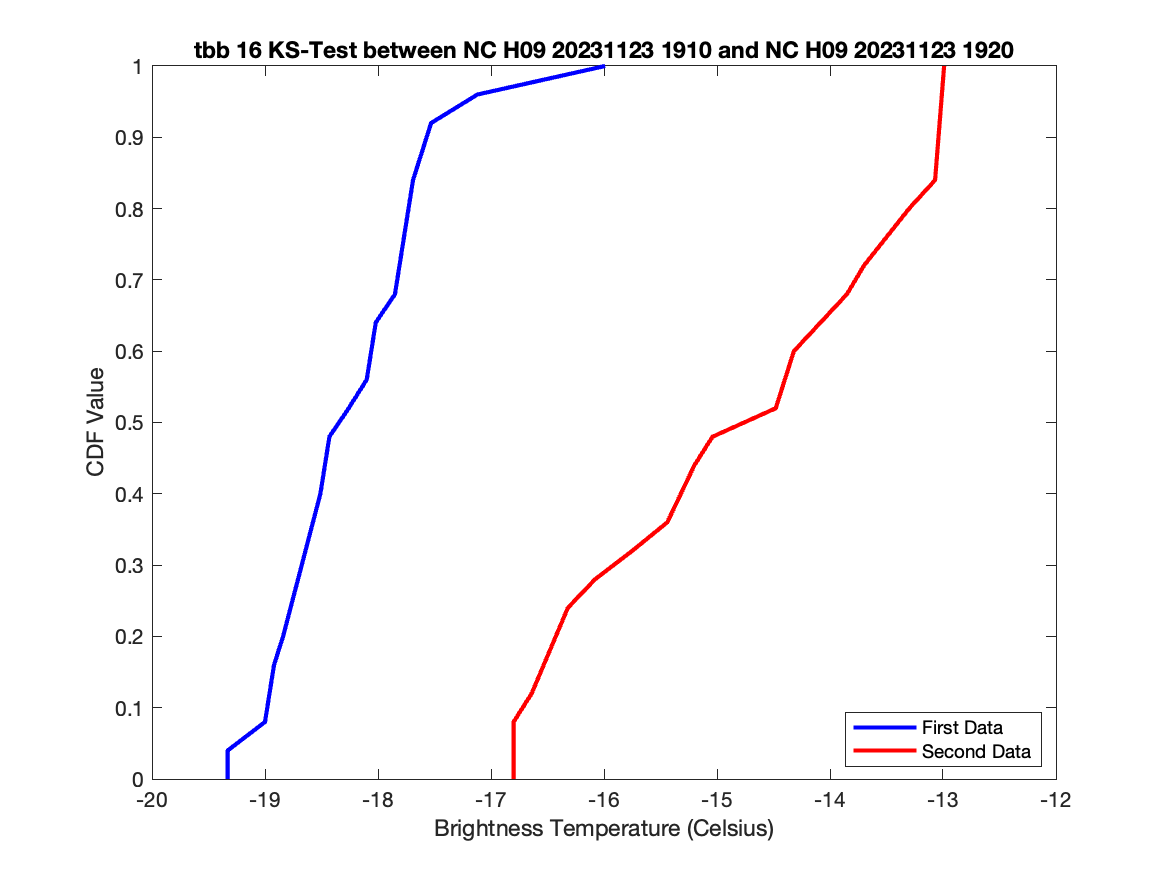 tbb 16 KS-Test between NC H09 20231123 1910 and NC H09 20231123 1920
1
0.9
0.8
0.7
0.6
0.5
0.4
0.3
0.2
0.1
0
CDF Value
First Data
Second Data
-20 -19 -18 -17 -16 -15 -14 -13 -12
Brightness Temperature (Celsius)